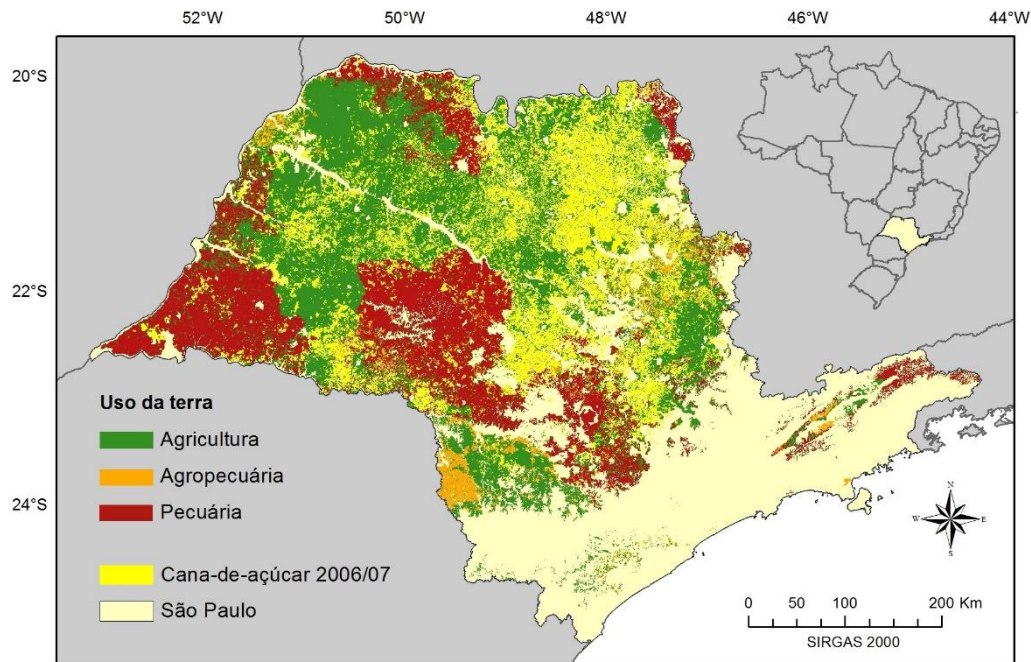 52°W 50°W 48°W 46°W 44°W
20°S
22°S
24°S
Uso da terra
Agricultura
Agropecuária
Pecuária
Cana-de-açúcar 2006/07
São Paulo
N
W E
S
0 50 100 200 Km
SIRGAS 2000